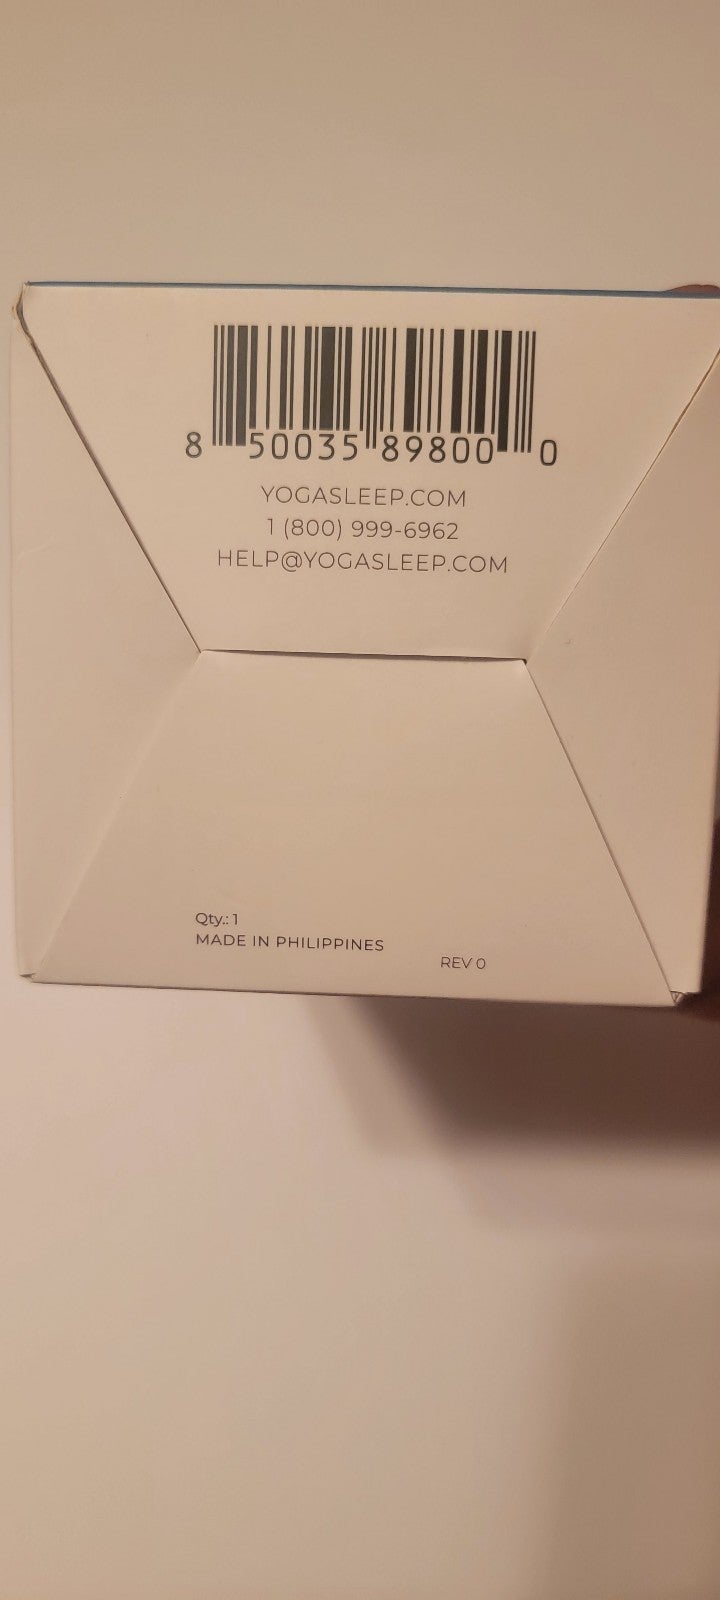 8 50035 89800 0
YOGASLEEP.COM
1 (800) 999-6962
HELP@YOGASLEEP.COM
Qty.: 1
MADE IN PHILIPPINES
REV 0